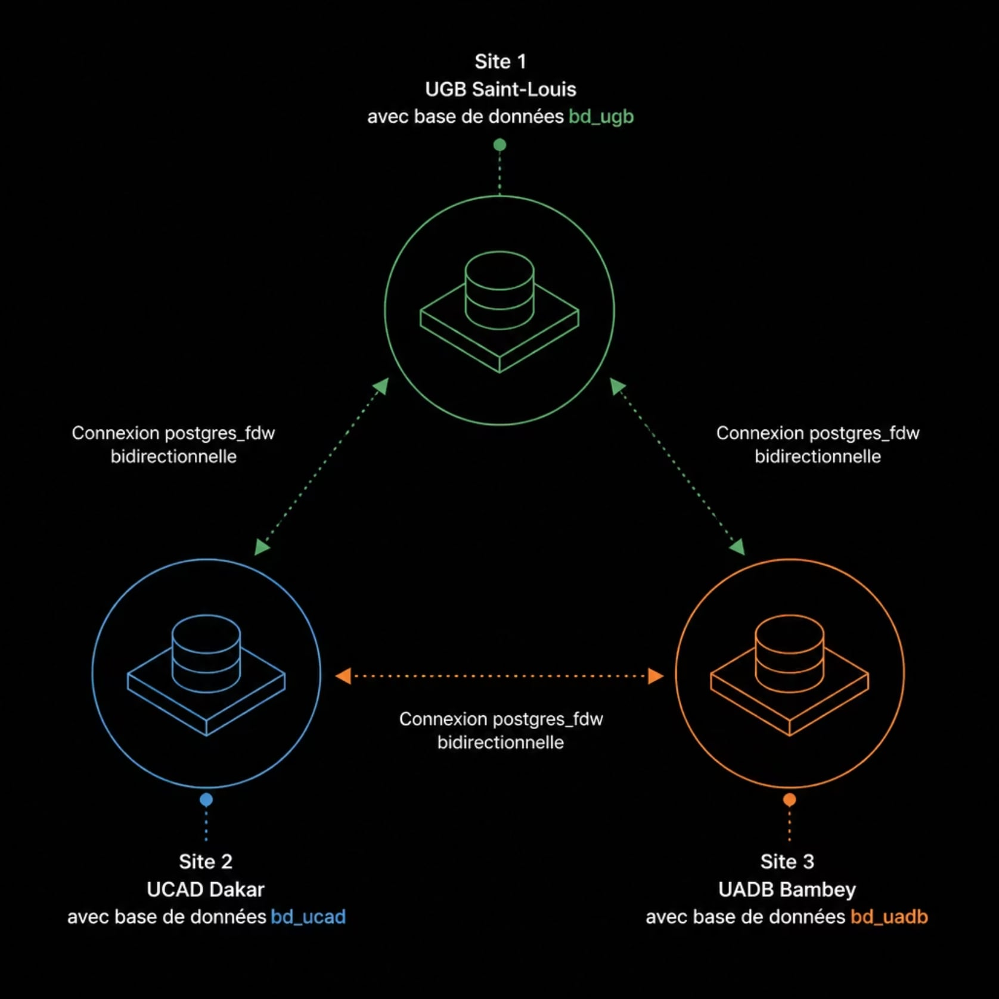 Site 1
UGB Saint-Louis
avec base de données bd_ugb
Connexion postgres_fdw
bidirectionnelle
Connexion postgres_fdw
bidirectionnelle
Connexion postgres_fdw
bidirectionnelle
Site 2
UCAD Dakar
avec base de données bd_ucad
Site 3
UADB Bambey
avec base de données bd_uadb